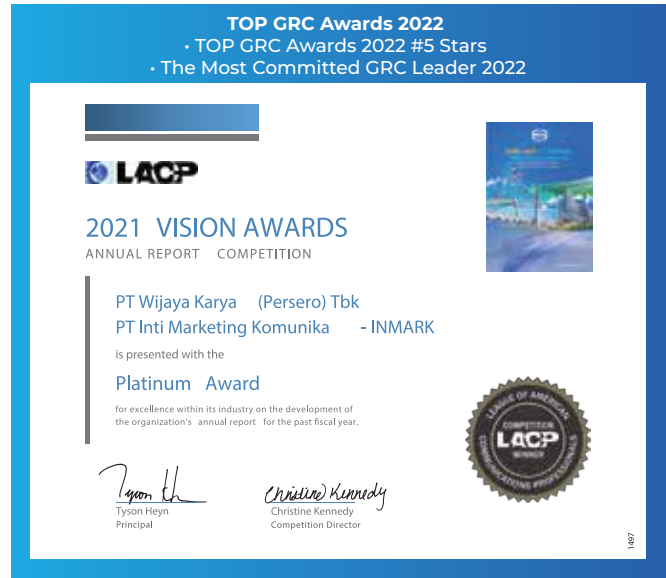 TOP GRC Awards 2022
• TOP GRC Awards 2022 #5 Stars
• The Most Committed GRC Leader 2022
LACP
2021 VISION AWARDS
ANNUAL REPORT COMPETITION
PT Wijaya Karya (Persero) Tbk
PT Inti Marketing Komunika - INMARK
is presented with the
Platinum Award
for excellence within its industry on the development of
the organization's annual report for the past fiscal year.
LEAGUE OF AMERICAN
COMPETITION
LACP
WINNER
COMMUNICATIONS PROFESSIONALS
Tyson Heyn
Principal
Christine Kennedy
Christine Kennedy
Competition Director
1497